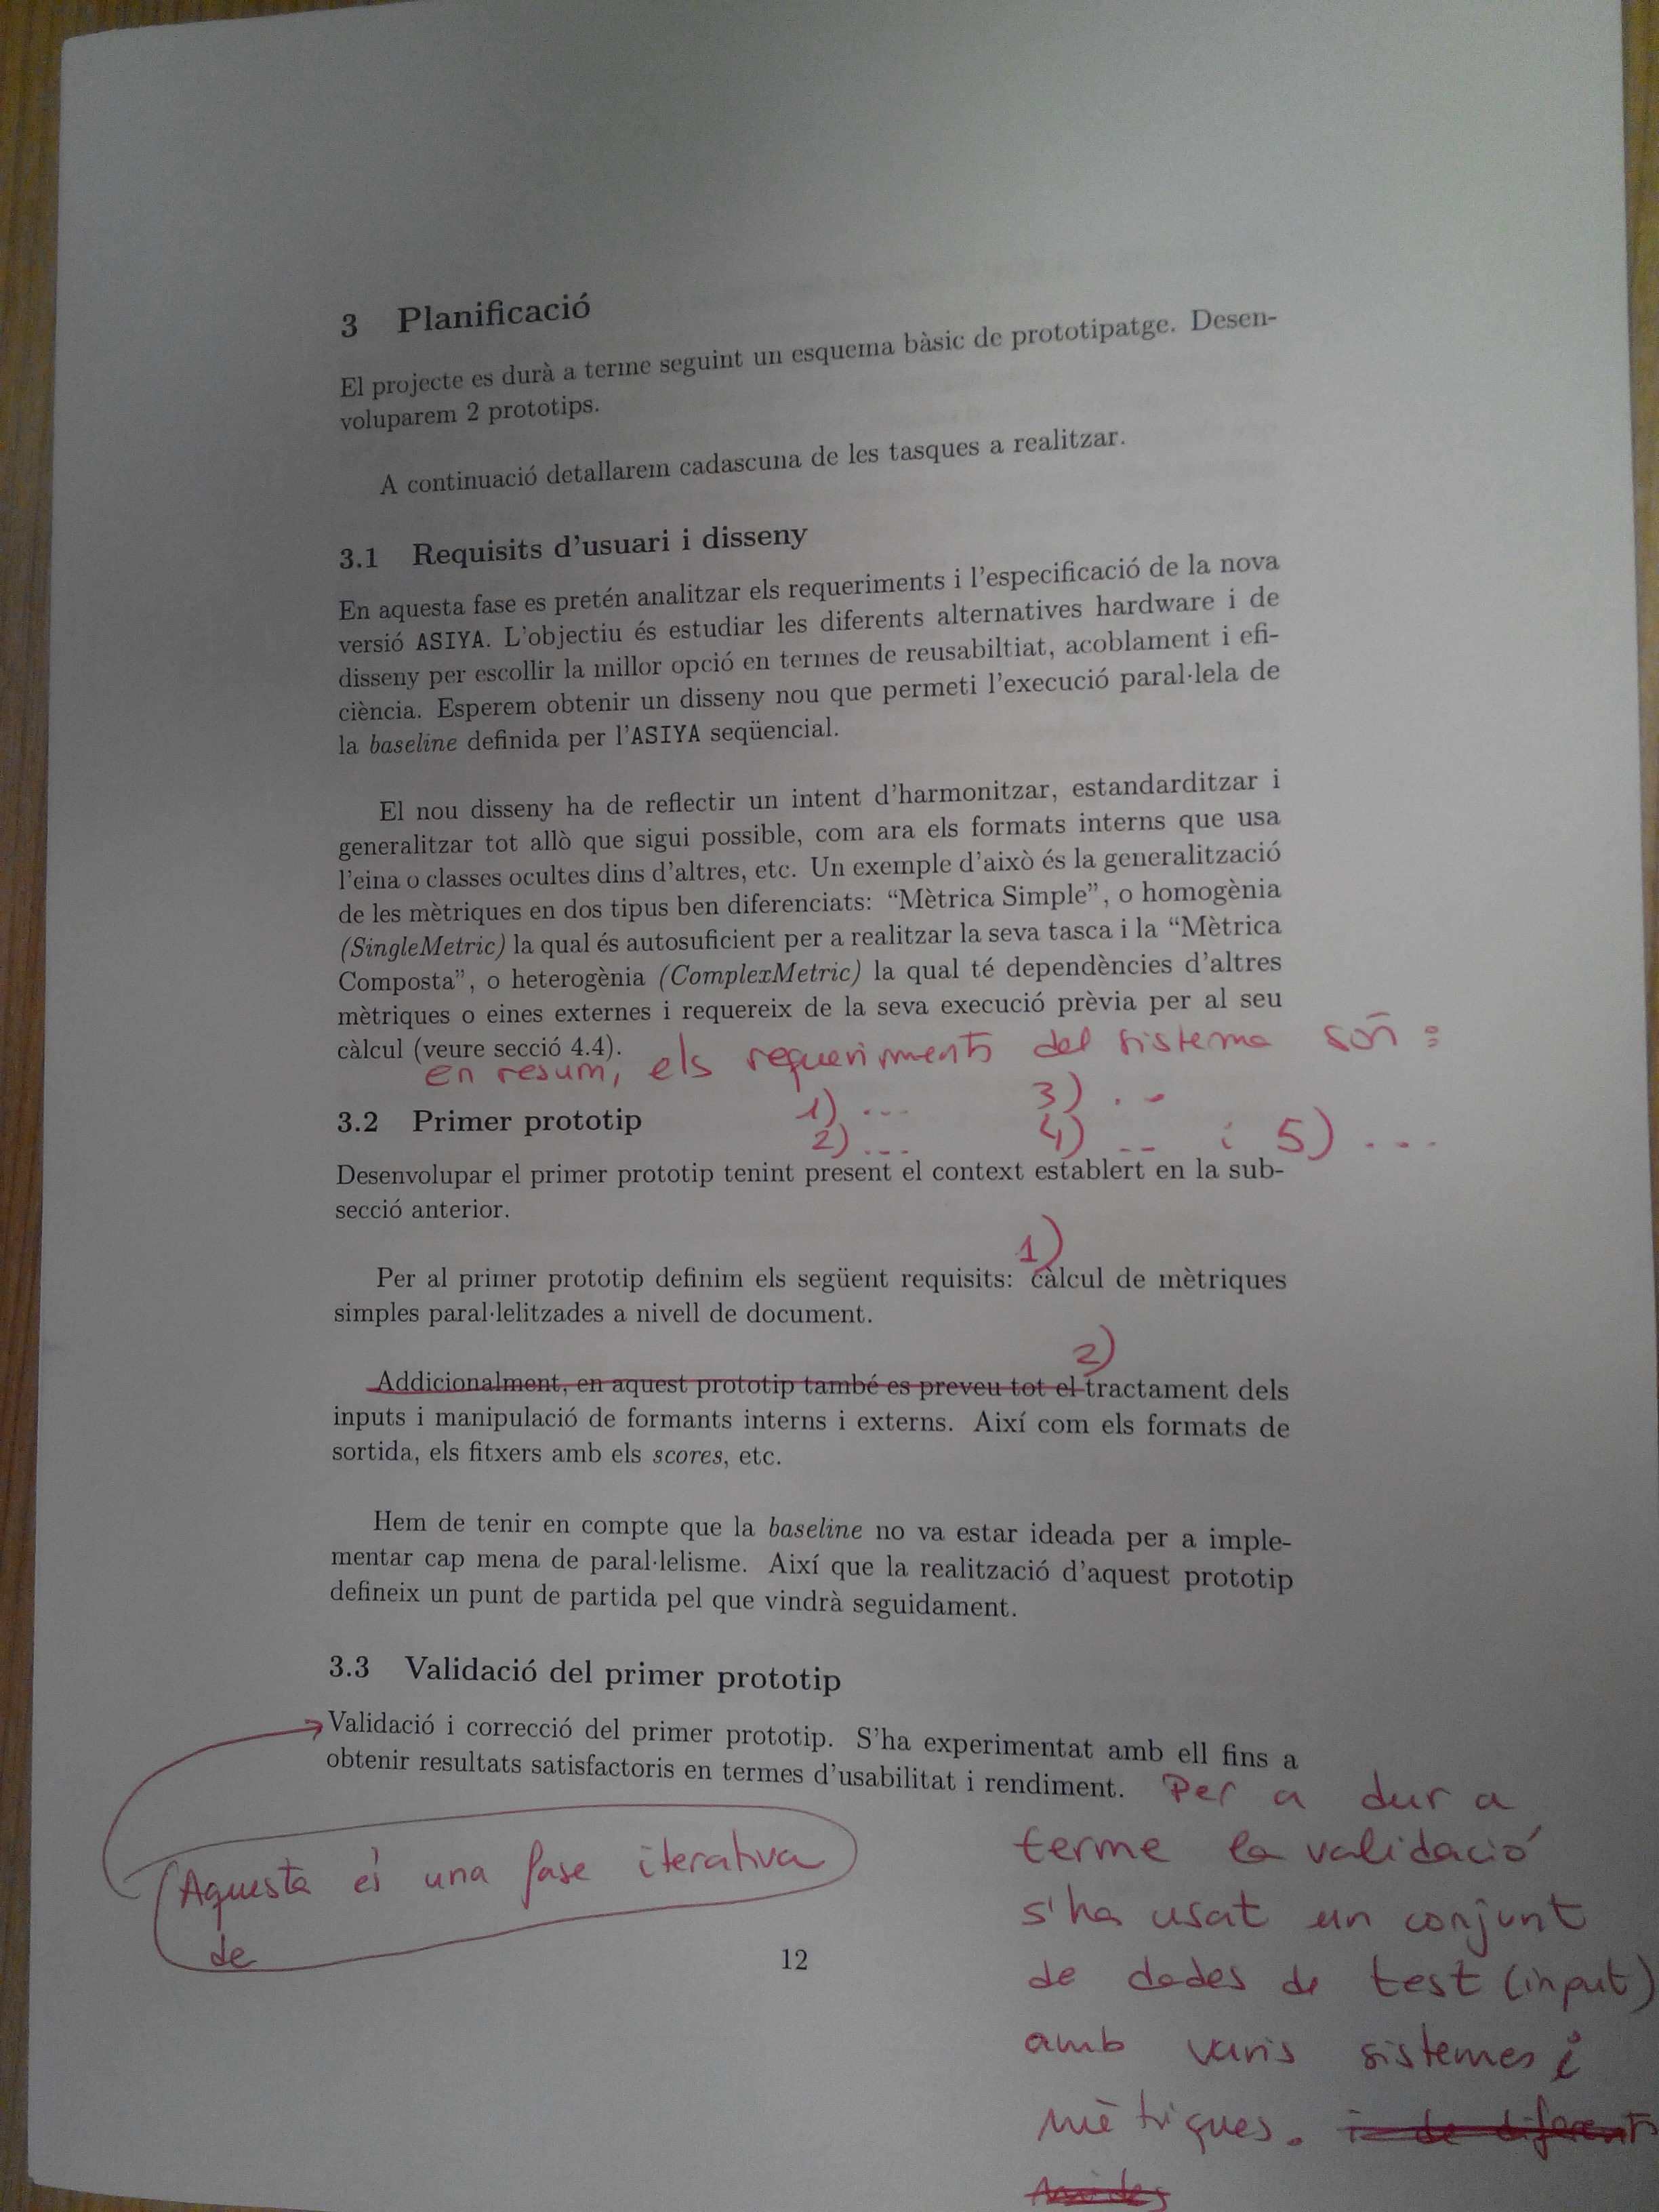 3 Planificació
El projecte es durà a terme seguint un esquema bàsic de prototipatge. Desen-
voluparem 2 prototips.
A continuació detallarem cadascuna de les tasques a realitzar.
3.1 Requisits d'usuari i disseny
En aquesta fase es pretén analitzar els requeriments i l'especificació de la nova
versió ASIYA. L'objectiu és estudiar les diferents alternatives hardware i de
disseny per escollir la millor opció en termes de reusabiltiat, acoblament i efi-
ciència. Esperem obtenir un disseny nou que permeti l'execució paral·lela de
la baseline definida per l'ASIYA seqüencial.
El nou disseny ha de reflectir un intent d'harmonitzar, estandarditzar i
generalitzar tot allò que sigui possible, com ara els formats interns que usa
l'eina o classes ocultes dins d'altres, etc. Un exemple d'això és la generalització
de les mètriques en dos tipus ben diferenciats: "Mètrica Simple", o homogènia
(SingleMetric) la qual és autosuficient per a realitzar la seva tasca i la "Mètrica
Composta", o heterogènia (ComplexMetric) la qual té dependències d'altres
mètriques o eines externes i requereix de la seva execució prèvia per al seu
càlcul (veure secció 4.4).
en resum, els requeriments del sistema són:
1) ... 3) ..
2) ... 4) .. i 5) ...
3.2 Primer prototip
Desenvolupar el primer prototip tenint present el context establert en la sub-
secció anterior.
1)
Per al primer prototip definim els següent requisits: càlcul de mètriques
simples paral·lelitzades a nivell de document.
2)
Addicionalment, en aquest prototip també es preveu tot el tractament dels
inputs i manipulació de formants interns i externs. Així com els formats de
sortida, els fitxers amb els scores, etc.
Hem de tenir en compte que la baseline no va estar ideada per a imple-
mentar cap mena de paral·lelisme. Així que la realització d'aquest prototip
defineix un punt de partida pel que vindrà seguidament.
3.3 Validació del primer prototip
Validació i correcció del primer prototip. S'ha experimentat amb ell fins a
obtenir resultats satisfactoris en termes d'usabilitat i rendiment.
Per a dur a
terme la validació
s'ha usat un conjunt
de dades de test (input)
amb varis sistemes i
mètriques. i de diferents
Aquesta és una fase iterativa
de
12